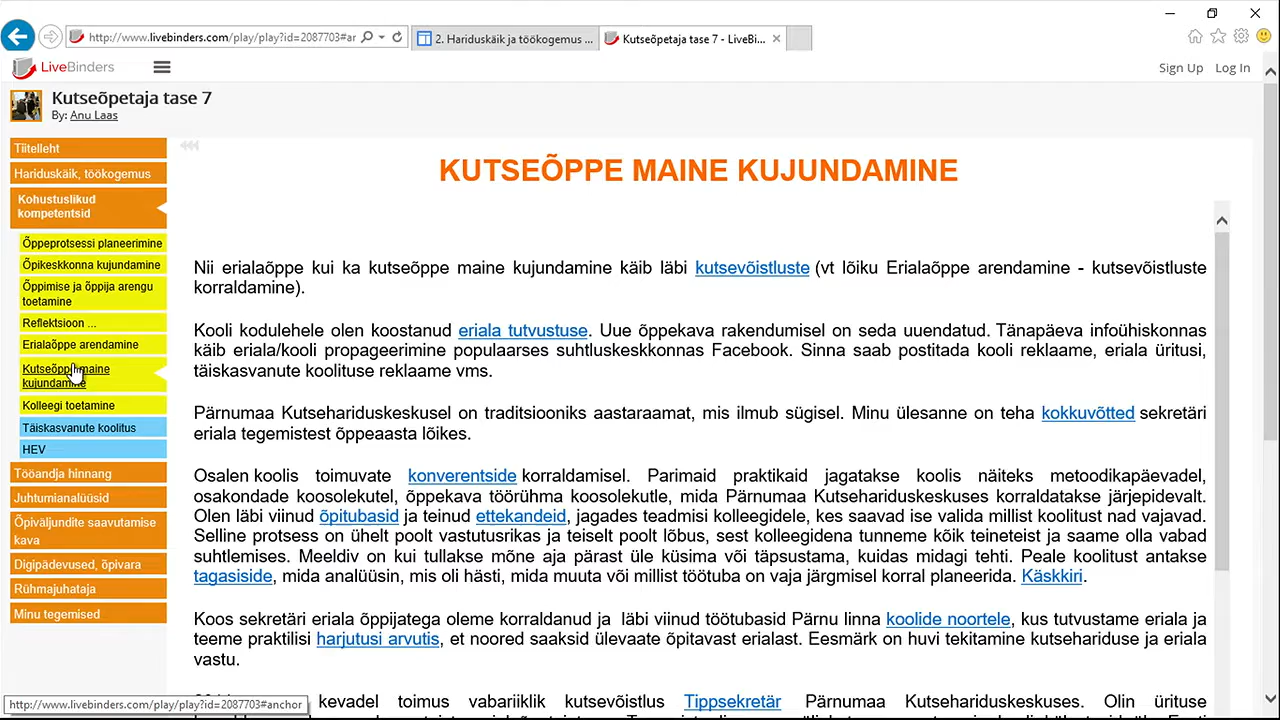 http://www.livebinders.com/play/play?id=2087703#ar
2. Hariduskäik ja töökogemus ...
Kutseõpetaja tase 7 - LiveBi...
LiveBinders
Sign Up Log In
Kutseõpetaja tase 7
By: Anu Laas
Tiitelleht
Hariduskäik, töökogemus
Kohustuslikud
kompetentsid
Õppeprotsessi planeerimine
Õpikeskkonna kujundamine
Õppimise ja õppija arengu
toetamine
Reflektsioon ...
Erialaõppe arendamine
Kutseõppe maine
kujundamine
Kolleegi toetamine
Täiskasvanute koolitus
HEV
Tööandja hinnang
Juhtumianalüüsid
Õpiväljundite saavutamise
kava
Digipädevused, õpivara
Rühmajuhataja
Minu tegemised
KUTSEÕPPE MAINE KUJUNDAMINE
Nii erialaõppe kui ka kutseõppe maine kujundamine käib läbi kutsevõistluste (vt lõiku Erialaõppe arendamine - kutsevõistluste
korraldamine).
Kooli kodulehele olen koostanud eriala tutvustuse. Uue õppekava rakendumisel on seda uuendatud. Tänapäeva infoühiskonnas
käib eriala/kooli propageerimine populaarses suhtluskeskkonnas Facebook. Sinna saab postitada kooli reklaame, eriala üritusi,
täiskasvanute koolituse reklaame vms.
Pärnumaa Kutsehariduskeskusel on traditsiooniks aastaraamat, mis ilmub sügisel. Minu ülesanne on teha kokkuvõtted sekretäri
eriala tegemistest õppeaasta lõikes.
Osalen koolis toimuvate konverentside korraldamisel. Parimaid praktikaid jagatakse koolis näiteks metoodikapäevadel,
osakondade koosolekutel, õppekava töörühma koosolekutle, mida Pärnumaa Kutsehariduskeskuses korraldatakse järjepidevalt.
Olen läbi viinud õpitubasid ja teinud ettekandeid, jagades teadmisi kolleegidele, kes saavad ise valida millist koolitust nad vajavad.
Selline protsess on ühelt poolt vastutusrikas ja teiselt poolt lõbus, sest kolleegidena tunneme kõik teineteist ja saame olla vabad
suhtlemises. Meeldiv on kui tullakse mõne aja pärast üle küsima või täpsustama, kuidas midagi tehti. Peale koolitust antakse
tagasiside, mida analüüsin, mis oli hästi, mida muuta või millist töötuba on vaja järgmisel korral planeerida. Käskkiri.
Koos sekretäri eriala õppijatega oleme korraldanud ja läbi viinud töötubasid Pärnu linna koolide noortele, kus tutvustame eriala ja
teeme praktilisi harjutusi arvutis, et noored saaksid ülevaate õpitavast erialast. Eesmärk on huvi tekitamine kutsehariduse ja eriala
vastu.
kevadel toimus vabariiklik kutsevõistlus Tippsekretär Pärnumaa Kutsehariduskeskuses. Olin ürituse
http://www.livebinders.com/play/play?id=2087703#anchor